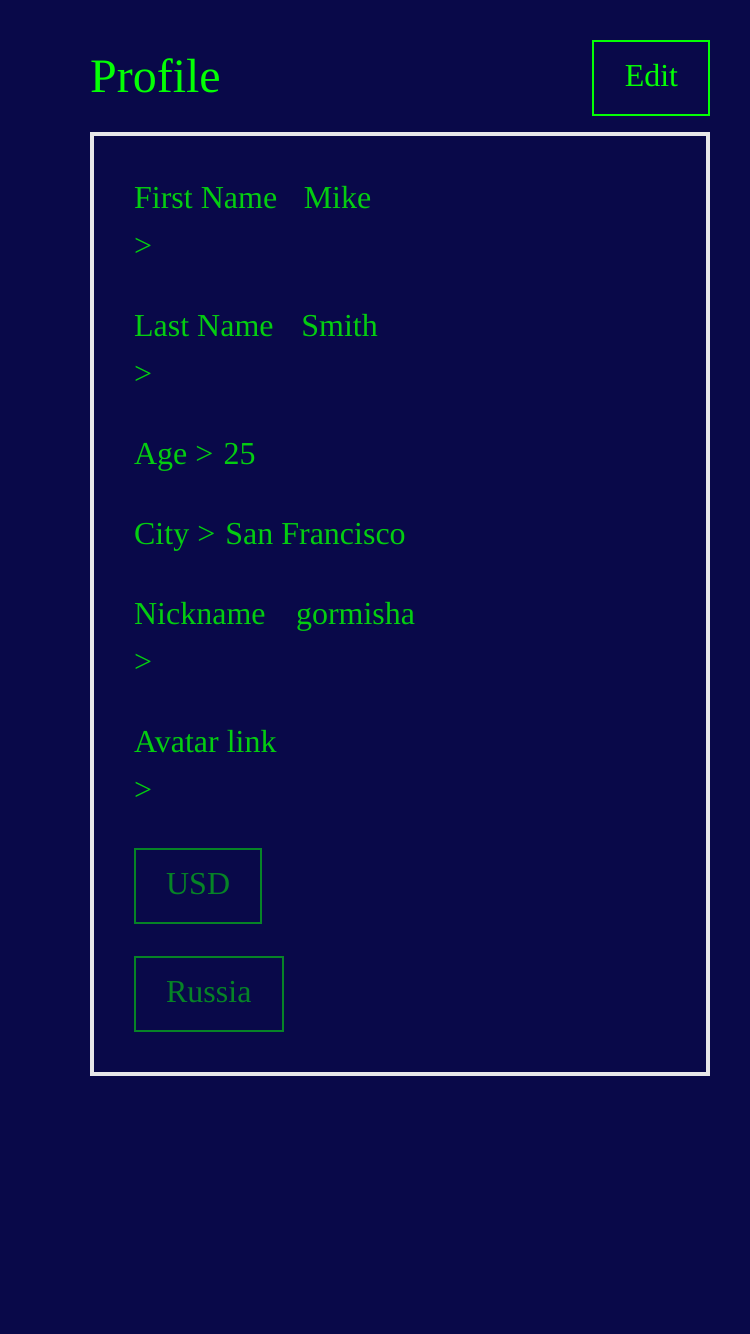 Profile
Edit
First Name Mike
>
Last Name Smith
>
Age > 25
City > San Francisco
Nickname gormisha
>
Avatar link
>
USD
Russia